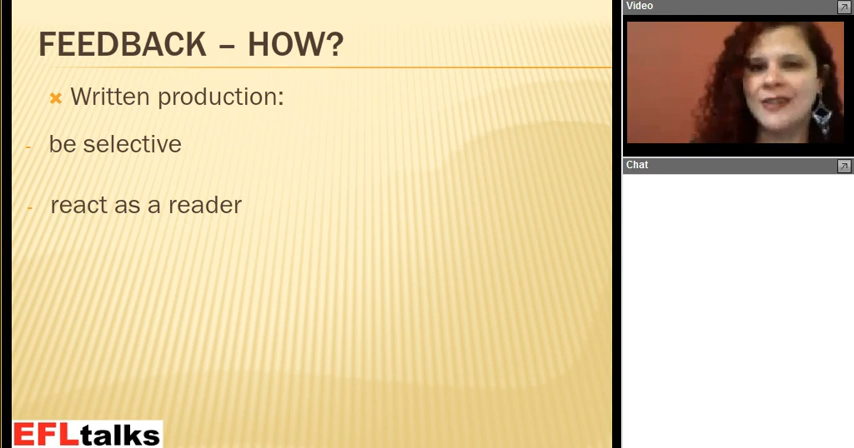 FEEDBACK – HOW?
Written production:
- be selective
- react as a reader
EFLtalks
Video
Chat